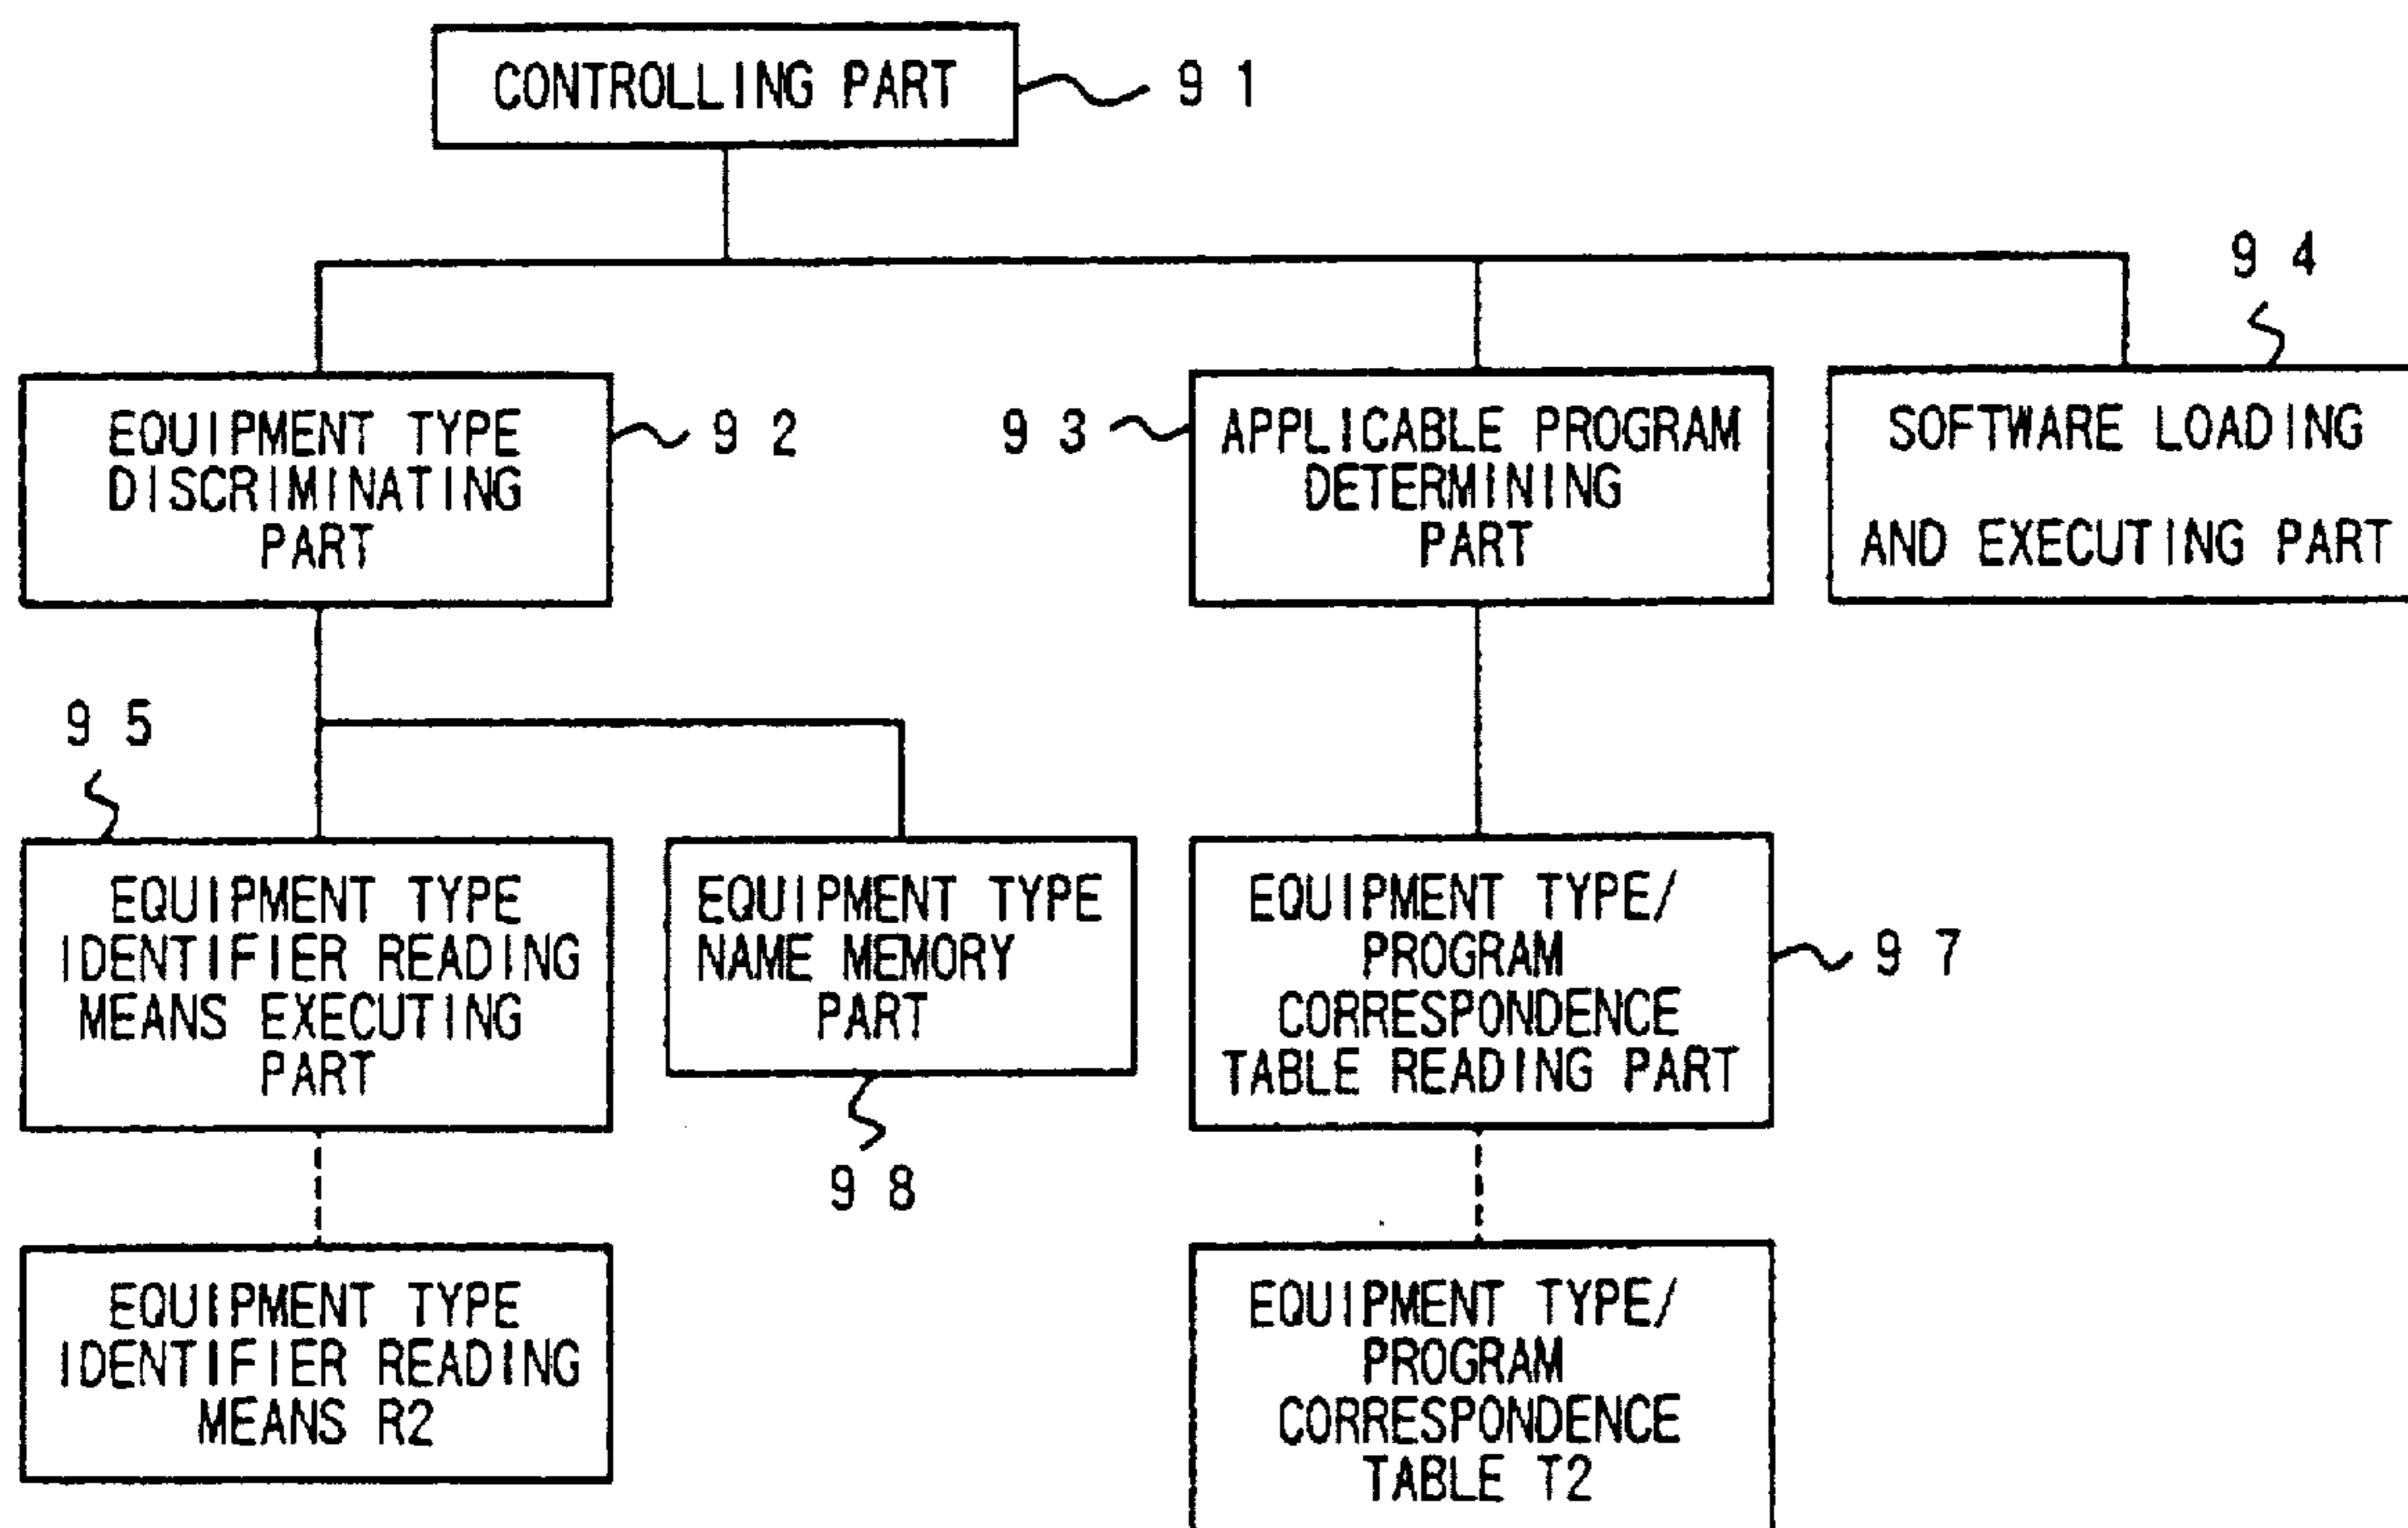 CONTROLLING PART
91
94
EQUIPMENT TYPE
DISCRIMINATING
PART
92
93
APPLICABLE PROGRAM
DETERMINING
PART
SOFTWARE LOADING
AND EXECUTING PART
95
EQUIPMENT TYPE
IDENTIFIER READING
MEANS EXECUTING
PART
EQUIPMENT TYPE
NAME MEMORY
PART
98
EQUIPMENT TYPE/
PROGRAM
CORRESPONDENCE
TABLE READING PART
97
EQUIPMENT TYPE
IDENTIFIER READING
MEANS R2
EQUIPMENT TYPE/
PROGRAM
CORRESPONDENCE
TABLE T2